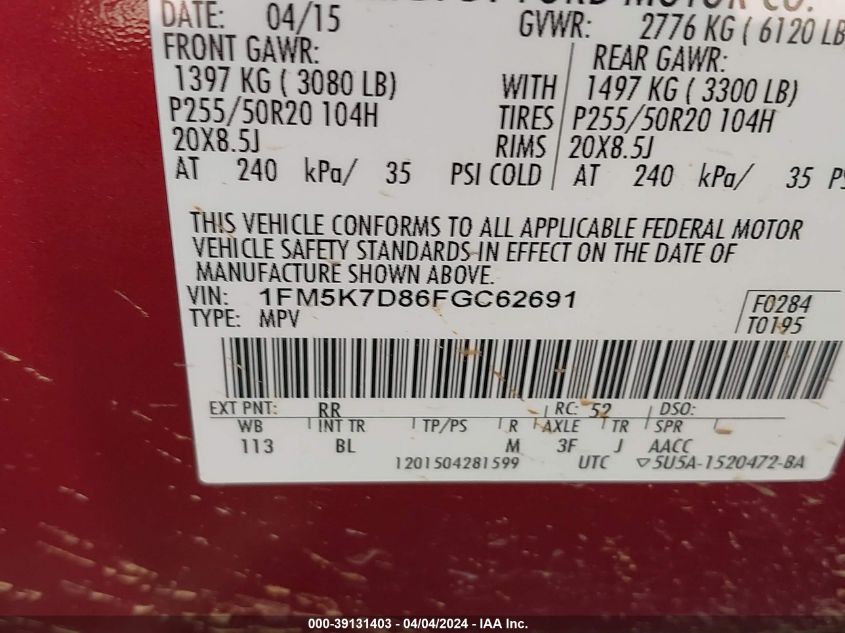 DATE: 04/15 GVWR: 2776 KG ( 6120 LB
FORD MOTOR CO.
FRONT GAWR: REAR GAWR:
1397 KG ( 3080 LB) WITH 1497 KG ( 3300 LB)
P255/50R20 104H TIRES P255/50R20 104H
20X8.5J RIMS 20X8.5J
AT 240 kPa/ 35 PSI COLD AT 240 kPa/ 35 PS
THIS VEHICLE CONFORMS TO ALL APPLICABLE FEDERAL MOTOR
VEHICLE SAFETY STANDARDS IN EFFECT ON THE DATE OF
MANUFACTURE SHOWN ABOVE.
VIN: 1FM5K7D86FGC62691 F0284
TYPE: MPV T0195
EXT PNT: RR RC: 52 DSO:
WB INT TR TP/PS R AXLE TR SPR
113 BL M 3F J AACC
1201504281599 UTC ▽5U5A-1520472-BA
000-39131403 - 04/04/2024 - IAA Inc.